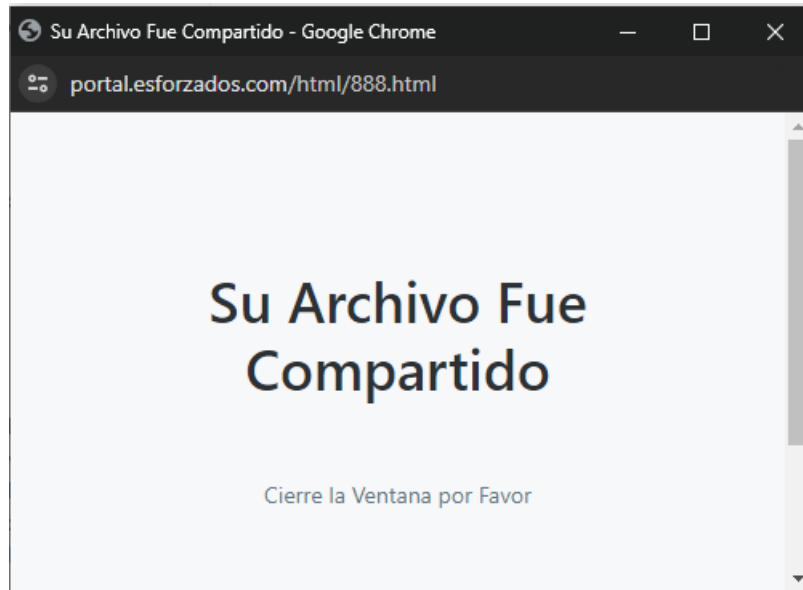 Su Archivo Fue Compartido - Google Chrome
portal.esforzados.com/html/888.html
Su Archivo Fue
Compartido
Cierre la Ventana por Favor